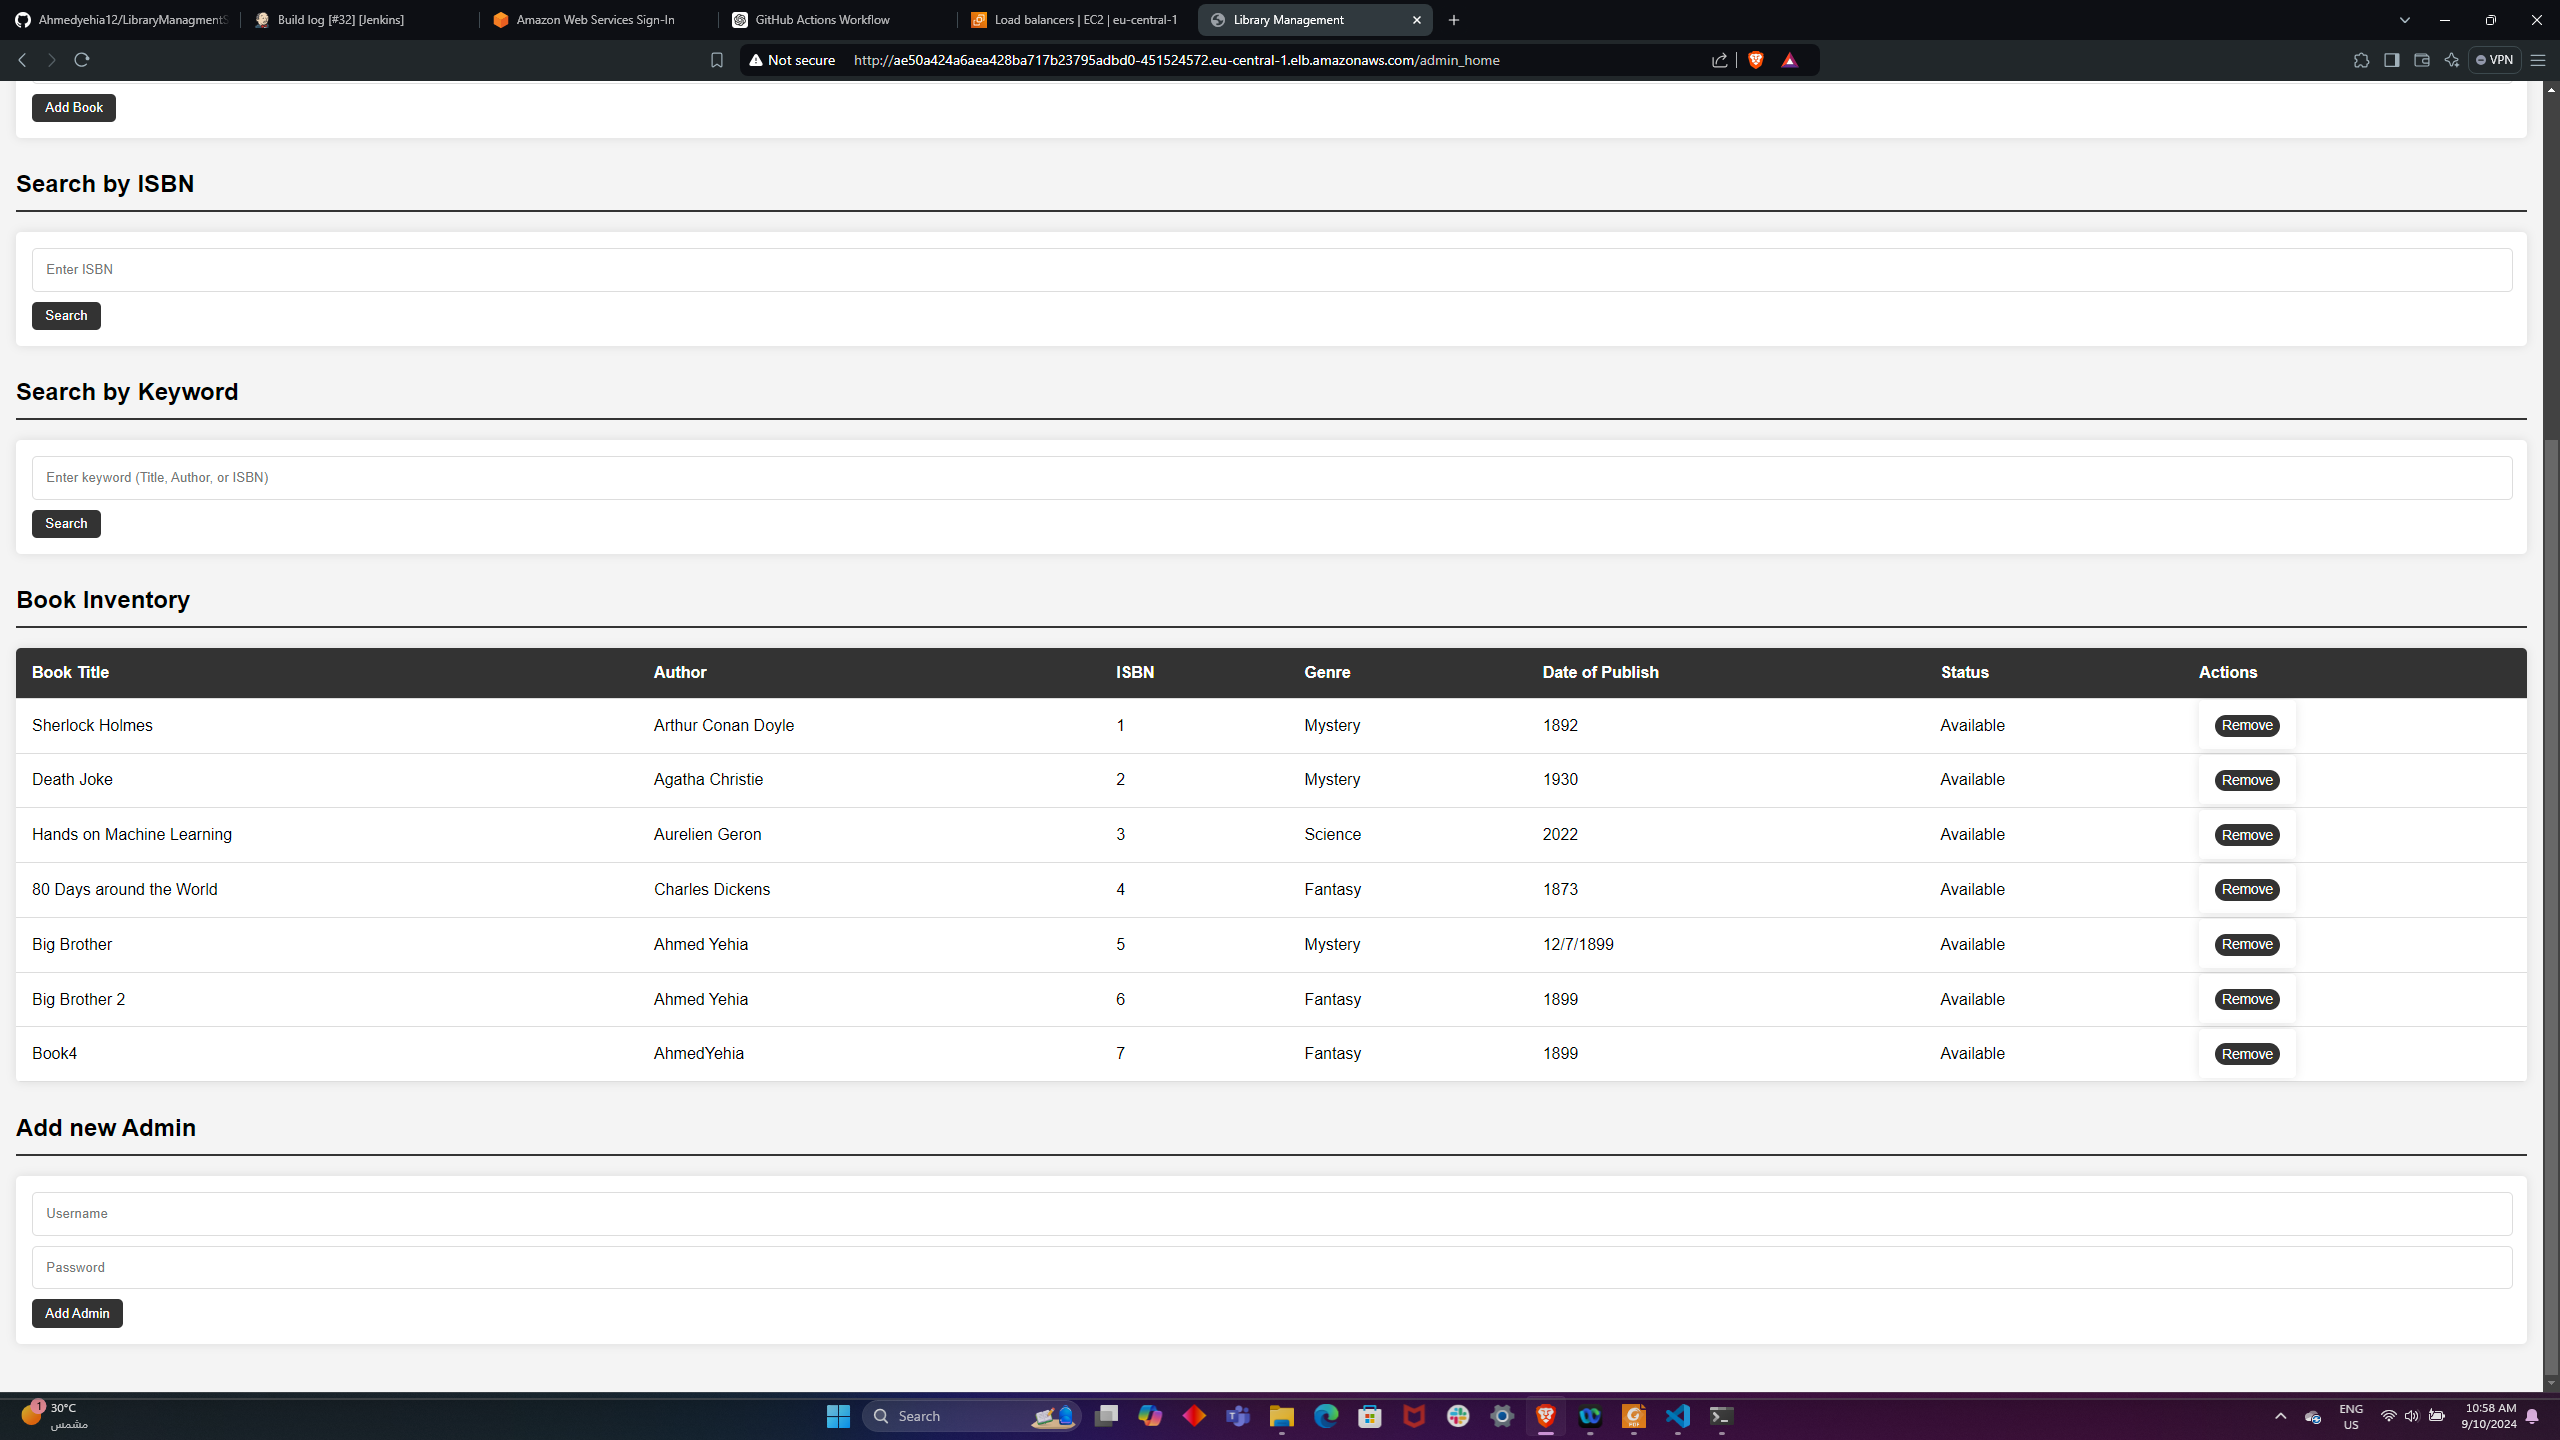 Ahmedyehia12/LibraryManagmentS
Build log [#32] [Jenkins]
Amazon Web Services Sign-In
GitHub Actions Workflow
Load balancers | EC2 | eu-central-1
Library Management
Not secure http://ae50a424a6aea428ba717b23795adbd0-451524572.eu-central-1.elb.amazonaws.com/admin_home
VPN
Add Book
Search by ISBN
Enter ISBN
Search
Search by Keyword
Enter keyword (Title, Author, or ISBN)
Search
Book Inventory
Book Title Author ISBN Genre Date of Publish Status Actions
Sherlock Holmes Arthur Conan Doyle 1 Mystery 1892 Available Remove
Death Joke Agatha Christie 2 Mystery 1930 Available Remove
Hands on Machine Learning Aurelien Geron 3 Science 2022 Available Remove
80 Days around the World Charles Dickens 4 Fantasy 1873 Available Remove
Big Brother Ahmed Yehia 5 Mystery 12/7/1899 Available Remove
Big Brother 2 Ahmed Yehia 6 Fantasy 1899 Available Remove
Book4 AhmedYehia 7 Fantasy 1899 Available Remove
Add new Admin
Username
Password
Add Admin
1
30°C
مشمس
Search
ENG
US
10:58 AM
9/10/2024